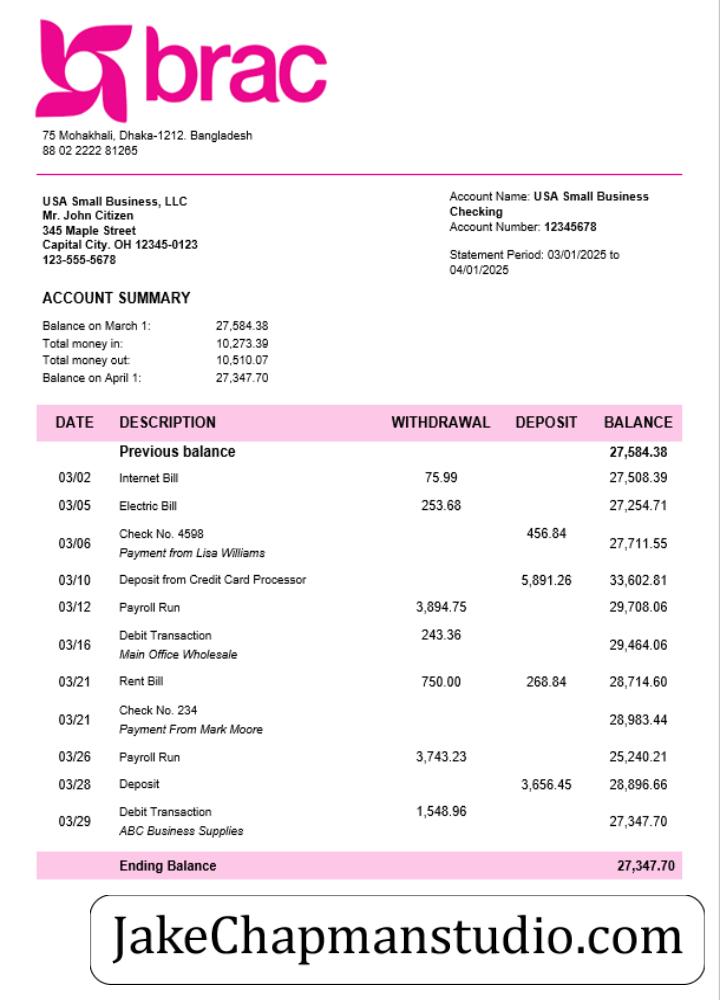 brac
75 Mohakhali, Dhaka-1212. Bangladesh
88 02 2222 81265
USA Small Business, LLC
Mr. John Citizen
345 Maple Street
Capital City. OH 12345-0123
123-555-5678
Account Name: USA Small Business
Checking
Account Number: 12345678
Statement Period: 03/01/2025 to
04/01/2025
ACCOUNT SUMMARY
Balance on March 1: 27,584.38
Total money in: 10,273.39
Total money out: 10,510.07
Balance on April 1: 27,347.70
DATE DESCRIPTION WITHDRAWAL DEPOSIT BALANCE
Previous balance 27,584.38
03/02 Internet Bill 75.99 27,508.39
03/05 Electric Bill 253.68 27,254.71
03/06 Check No. 4598 456.84 27,711.55
Payment from Lisa Williams
03/10 Deposit from Credit Card Processor 5,891.26 33,602.81
03/12 Payroll Run 3,894.75 29,708.06
03/16 Debit Transaction 243.36 29,464.06
Main Office Wholesale
03/21 Rent Bill 750.00 268.84 28,714.60
03/21 Check No. 234 28,983.44
Payment From Mark Moore
03/26 Payroll Run 3,743.23 25,240.21
03/28 Deposit 3,656.45 28,896.66
03/29 Debit Transaction 1,548.96 27,347.70
ABC Business Supplies
Ending Balance 27,347.70
JakeChapmanstudio.com